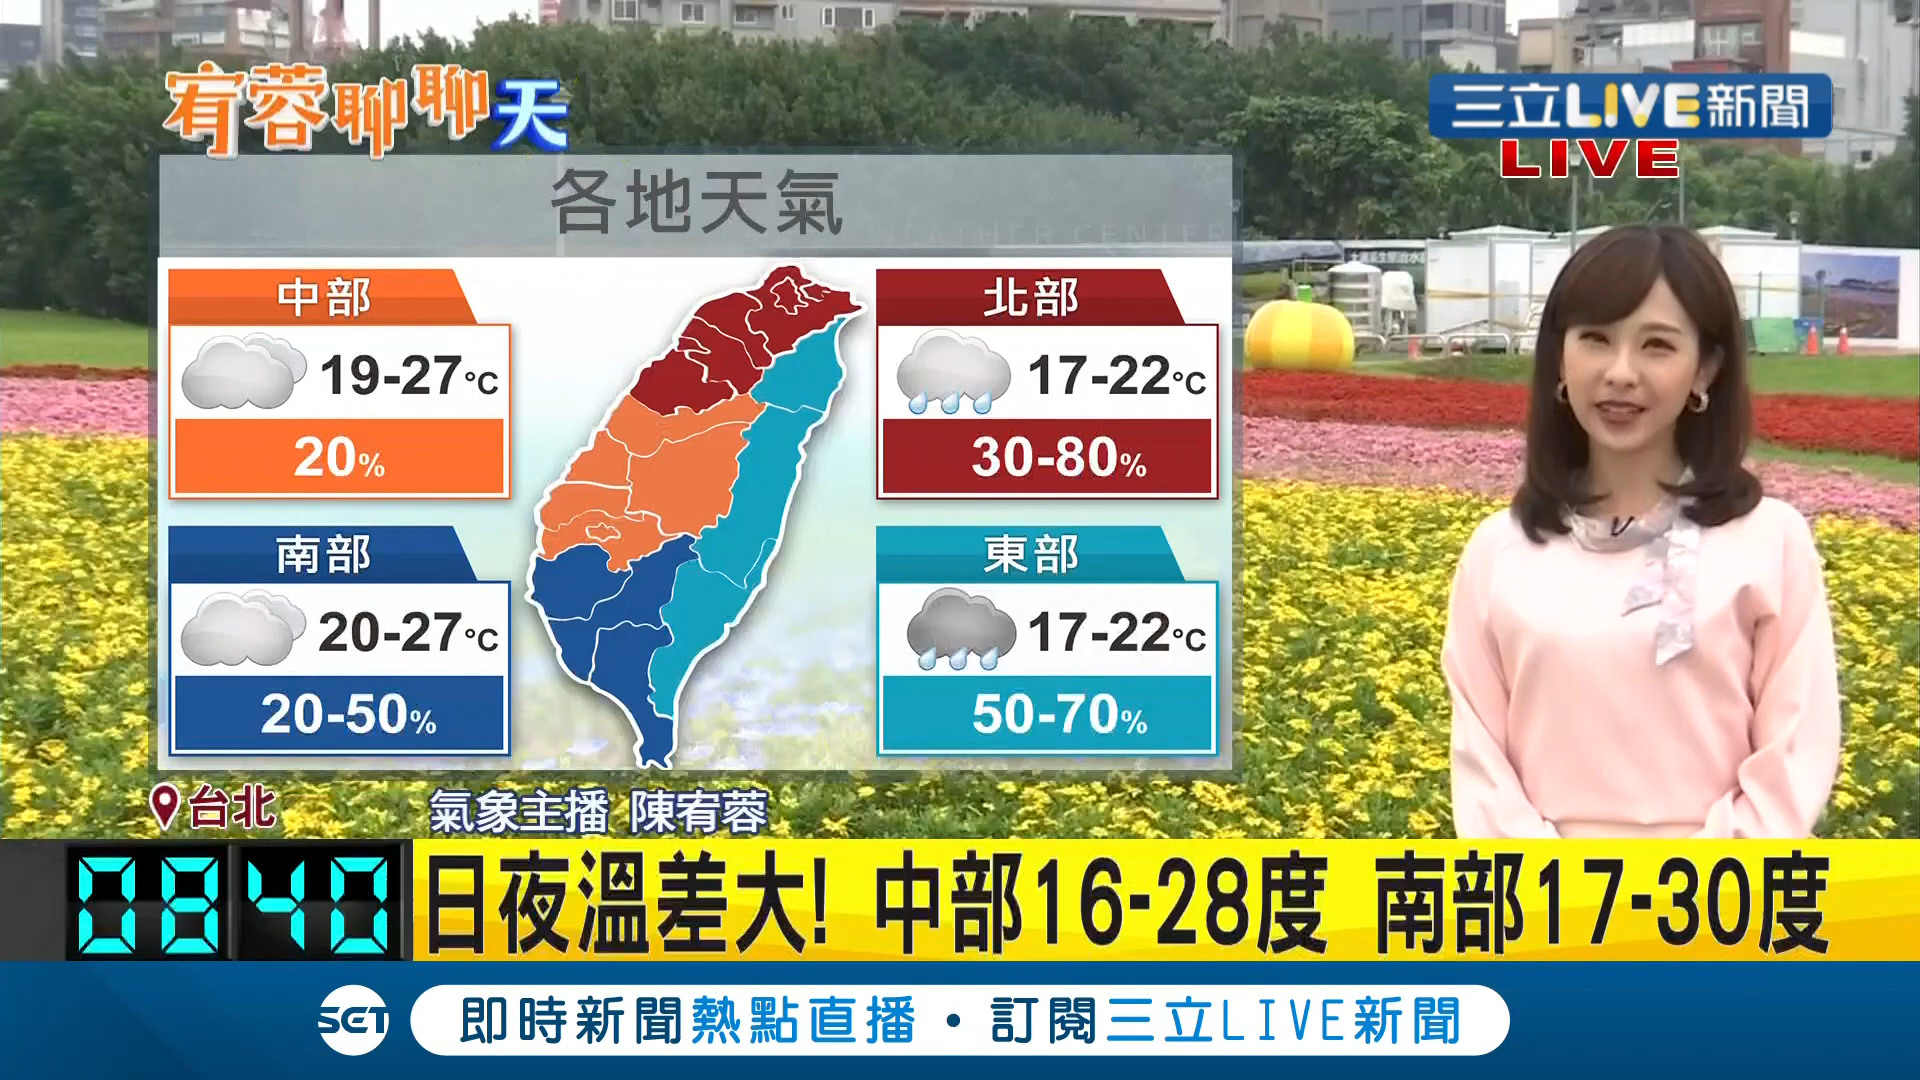 宥蓉聊聊天
三立LIVE新聞
LIVE
各地天氣
WEATHER CENTER
中部
19-27°C
20%
北部
17-22°C
30-80%
南部
20-27°C
20-50%
東部
17-22°C
50-70%
台北
氣象主播 陳宥蓉
08:40
日夜溫差大! 中部16-28度 南部17-30度
SET
即時新聞熱點直播・訂閱三立LIVE新聞